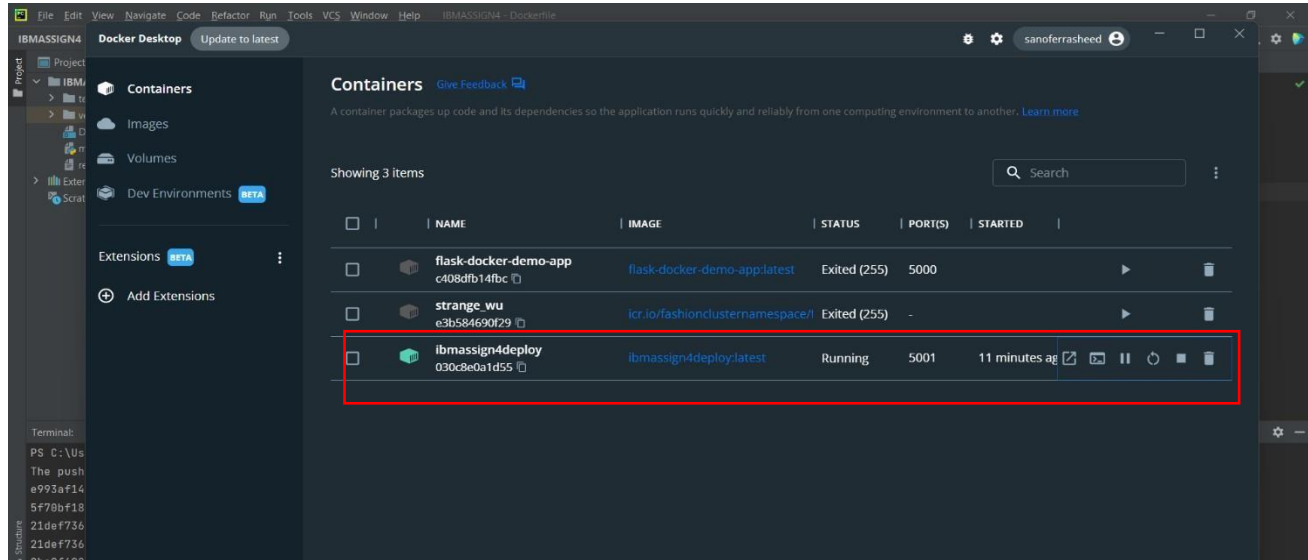 File Edit View Navigate Code Refactor Run Tools VCS Window Help IBMASSIGN4 - Dockerfile
IBMASSIGN4
Docker Desktop Update to latest sanoferrasheed
Project
Project
Containers
Images
Volumes
Dev Environments BETA
Extensions BETA
Add Extensions
Containers Give Feedback
A container packages up code and its dependencies so the application runs quickly and reliably from one computing environment to another. Learn more
Showing 3 items
Search
NAME IMAGE STATUS PORT(S) STARTED
flask-docker-demo-app flask-docker-demo-app:latest Exited (255) 5000
c408dfb14fbc
strange_wu icr.io/fashionclusternamespace/ Exited (255) -
e3b584690f29
ibmassign4deploy ibmassign4deploy:latest Running 5001 11 minutes ag
030c8e0a1d55
Terminal:
PS C:\Us
The push
e993af14
5f70bf18
21def736
21def736
Structure